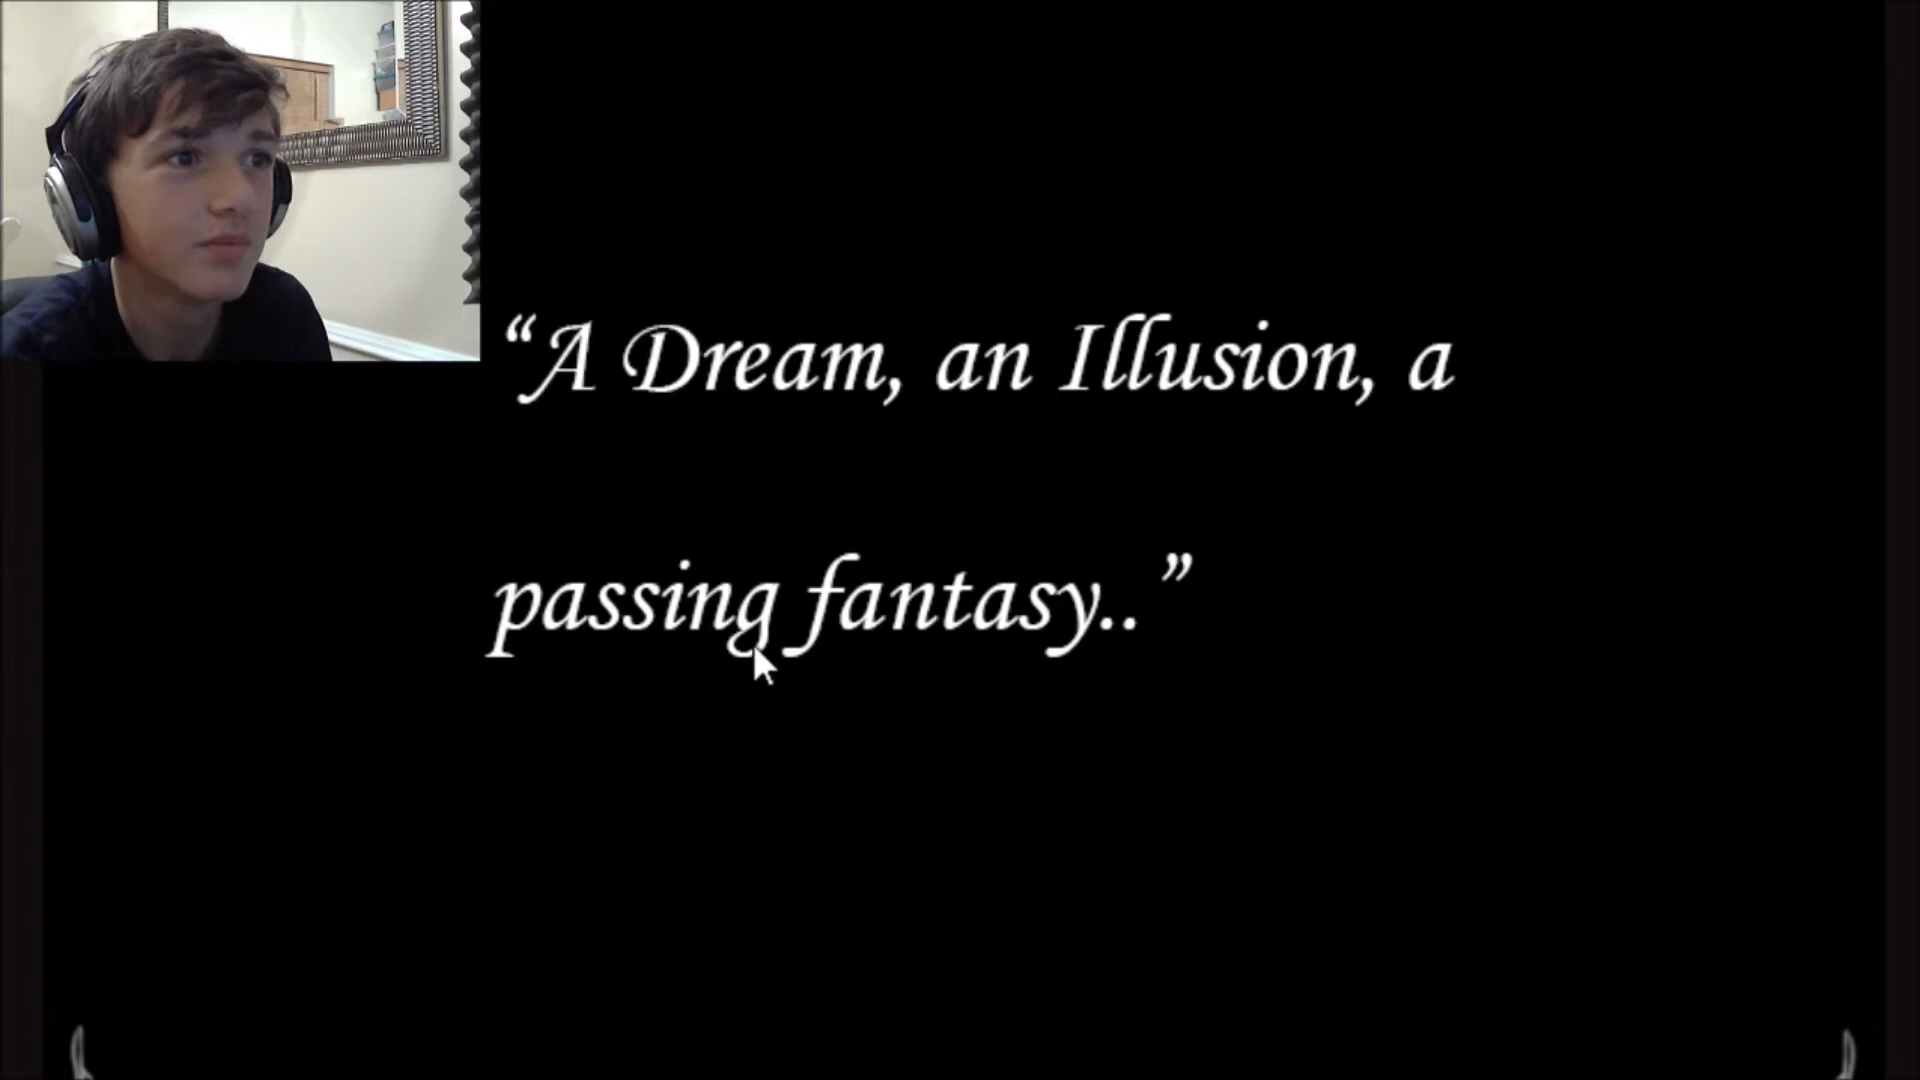 “A Dream, an Illusion, a
passing fantasy..”